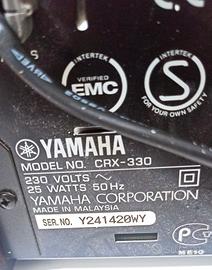 S
INTERTEK
VERIFIED
EMC
INTERTEK
S
FOR YOUR OWN SAFETY
YAMAHA
MODEL NO. CRX-330
230 VOLTS ~
25 WATTS 50Hz
YAMAHA CORPORATION
MADE IN MALAYSIA
SER.NO. Y241420WY
ME10